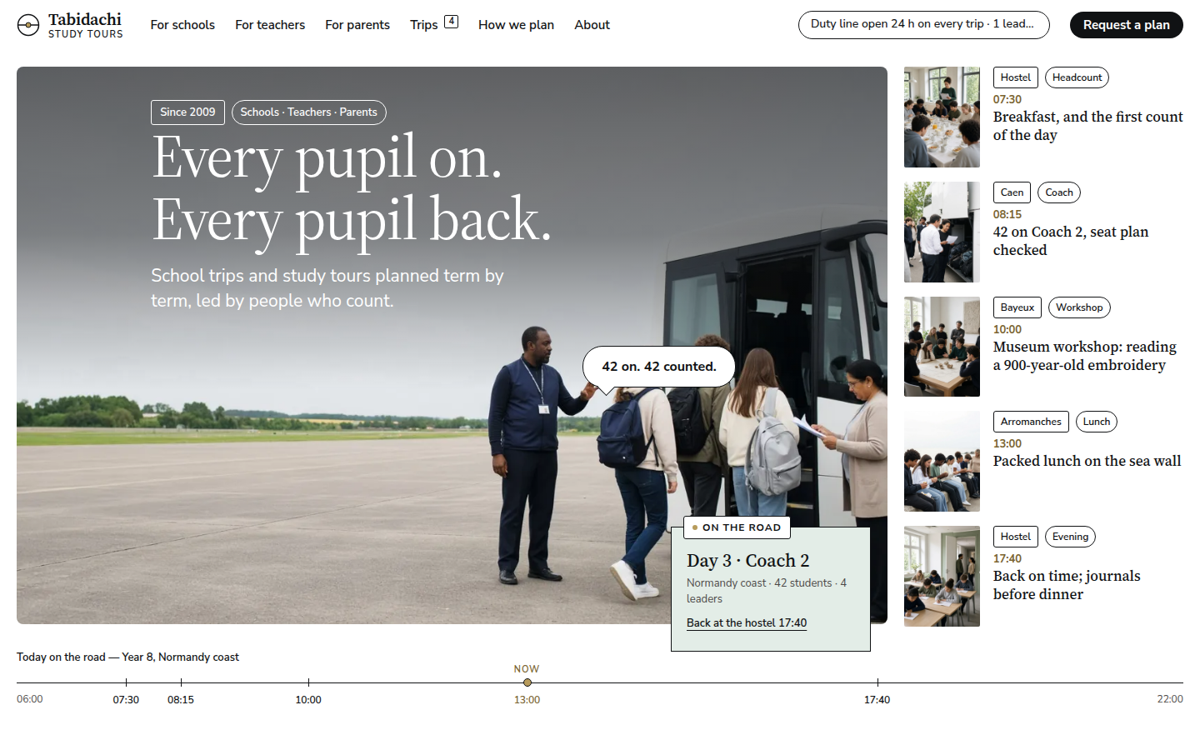 Tabidachi
STUDY TOURS
For schools
For teachers
For parents
Trips 4
How we plan
About
Duty line open 24 h on every trip · 1 lead…
Request a plan
Since 2009
Schools · Teachers · Parents
Every pupil on.
Every pupil back.
School trips and study tours planned term by
term, led by people who count.
42 on. 42 counted.
ON THE ROAD
Day 3 · Coach 2
Normandy coast · 42 students · 4
leaders
Back at the hostel 17:40
Hostel
Headcount
07:30
Breakfast, and the first count
of the day
Caen
Coach
08:15
42 on Coach 2, seat plan
checked
Bayeux
Workshop
10:00
Museum workshop: reading
a 900-year-old embroidery
Arromanches
Lunch
13:00
Packed lunch on the sea wall
Hostel
Evening
17:40
Back on time; journals
before dinner
Today on the road — Year 8, Normandy coast
NOW
06:00
07:30
08:15
10:00
13:00
17:40
22:00